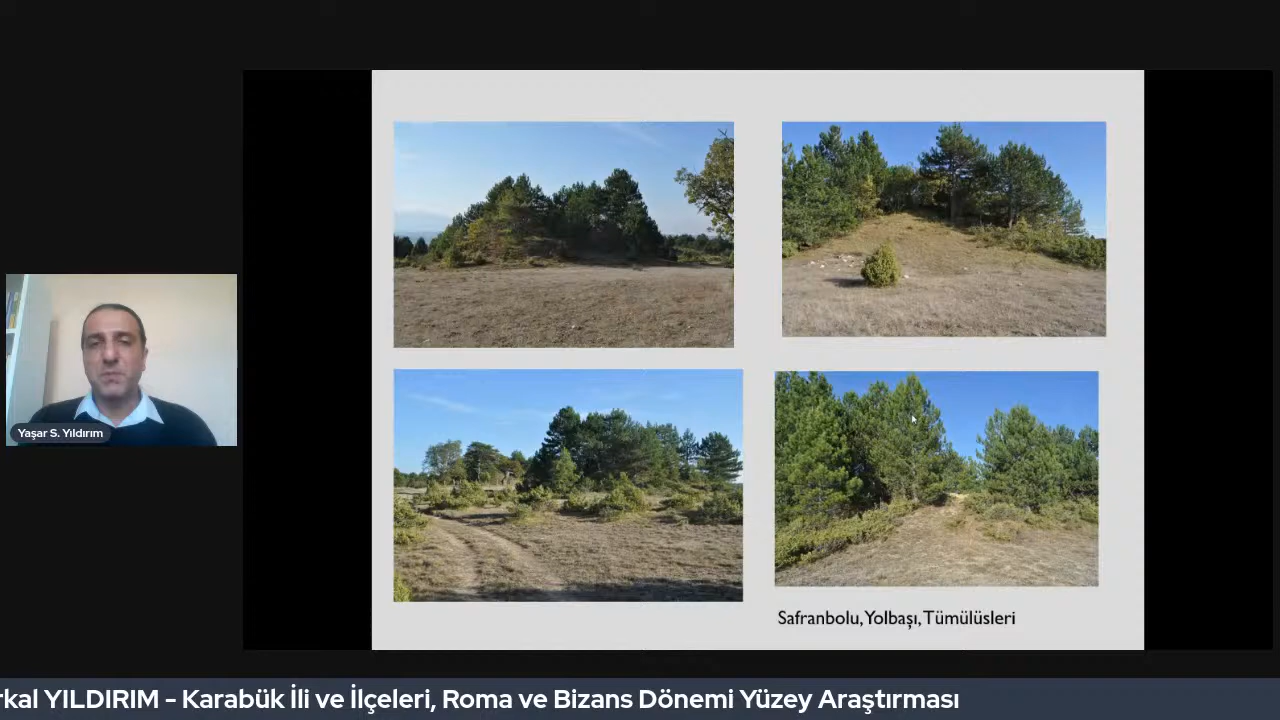 Yaşar S. Yıldırım
Safranbolu, Yolbaşı, Tümülüsleri
rkal YILDIRIM - Karabük İli ve İlçeleri, Roma ve Bizans Dönemi Yüzey Araştırması